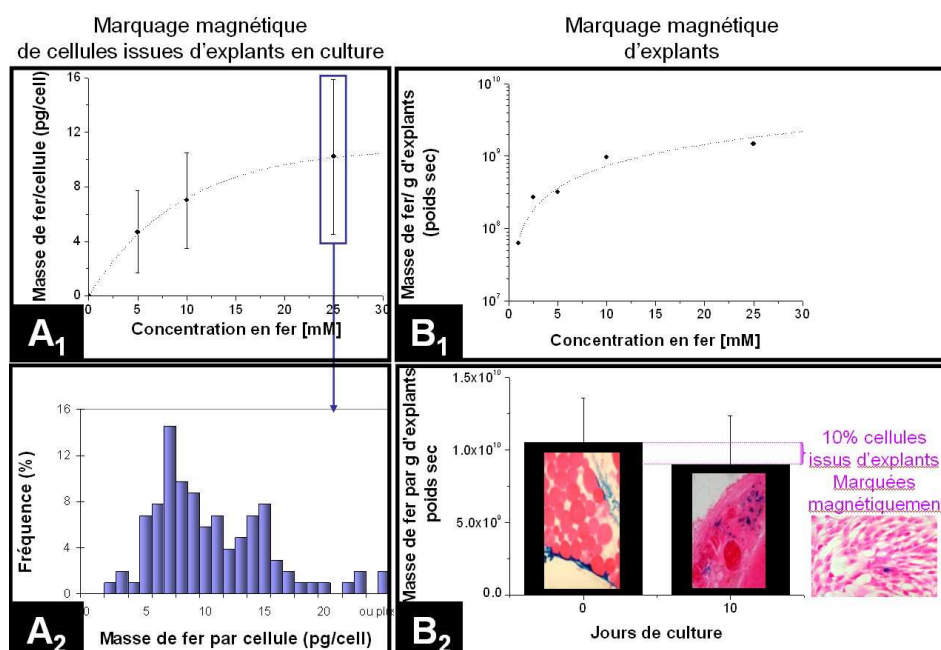 Marquage magnétique
de cellules issues d'explants en culture
Marquage magnétique
d'explants
Masse de fer/cellule (pg/cell)
16
12
8
4
0
0 5 10 15 20 25 30
Concentration en fer [mM]
A1
Masse de fer/ g d'explants
(poids sec)
10^10
10^9
10^8
10^7
0 5 10 15 20 25 30
Concentration en fer [mM]
B1
Fréquence (%)
16
12
8
4
0
0 5 10 15 20 ou plus
Masse de fer par cellule (pg/cell)
A2
Masse de fer par g d'explants
poids sec
1.5x10^10
1.0x10^10
5.0x10^9
0.0
0 10
Jours de culture
B2
10% cellules
issus d'explants
Marquées
magnétiquemen